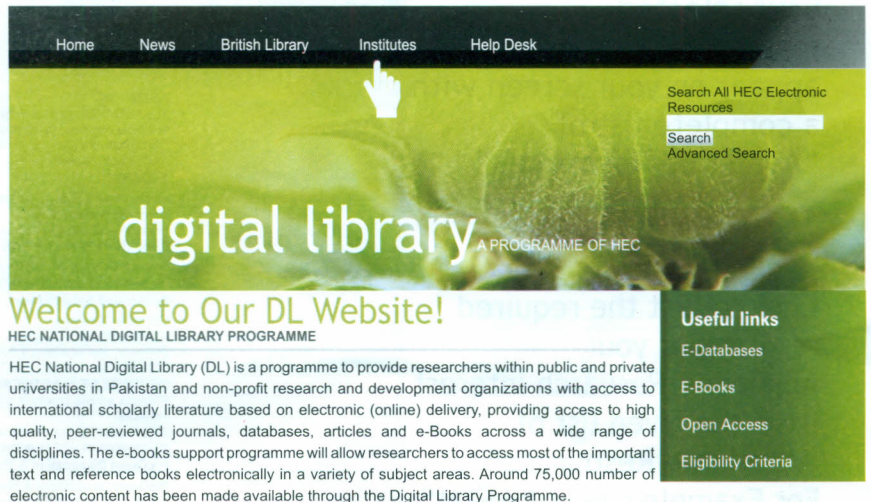 Home News British Library Institutes Help Desk
Search All HEC Electronic
Resources
Search
Advanced Search
digital library A PROGRAMME OF HEC
Welcome to Our DL Website!
HEC NATIONAL DIGITAL LIBRARY PROGRAMME
HEC National Digital Library (DL) is a programme to provide researchers within public and private
universities in Pakistan and non-profit research and development organizations with access to
international scholarly literature based on electronic (online) delivery, providing access to high
quality, peer-reviewed journals, databases, articles and e-Books across a wide range of
disciplines. The e-books support programme will allow researchers to access most of the important
text and reference books electronically in a variety of subject areas. Around 75,000 number of
electronic content has been made available through the Digital Library Programme.
Useful links
E-Databases
E-Books
Open Access
Eligibility Criteria